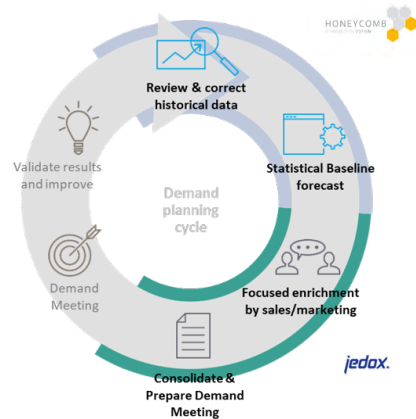 HONEYCOMB
Review & correct
historical data
Statistical Baseline
forecast
Focused enrichment
by sales/marketing
Consolidate &
Prepare Demand
Meeting
Demand
Meeting
Validate results
and improve
Demand
planning
cycle
jedox.